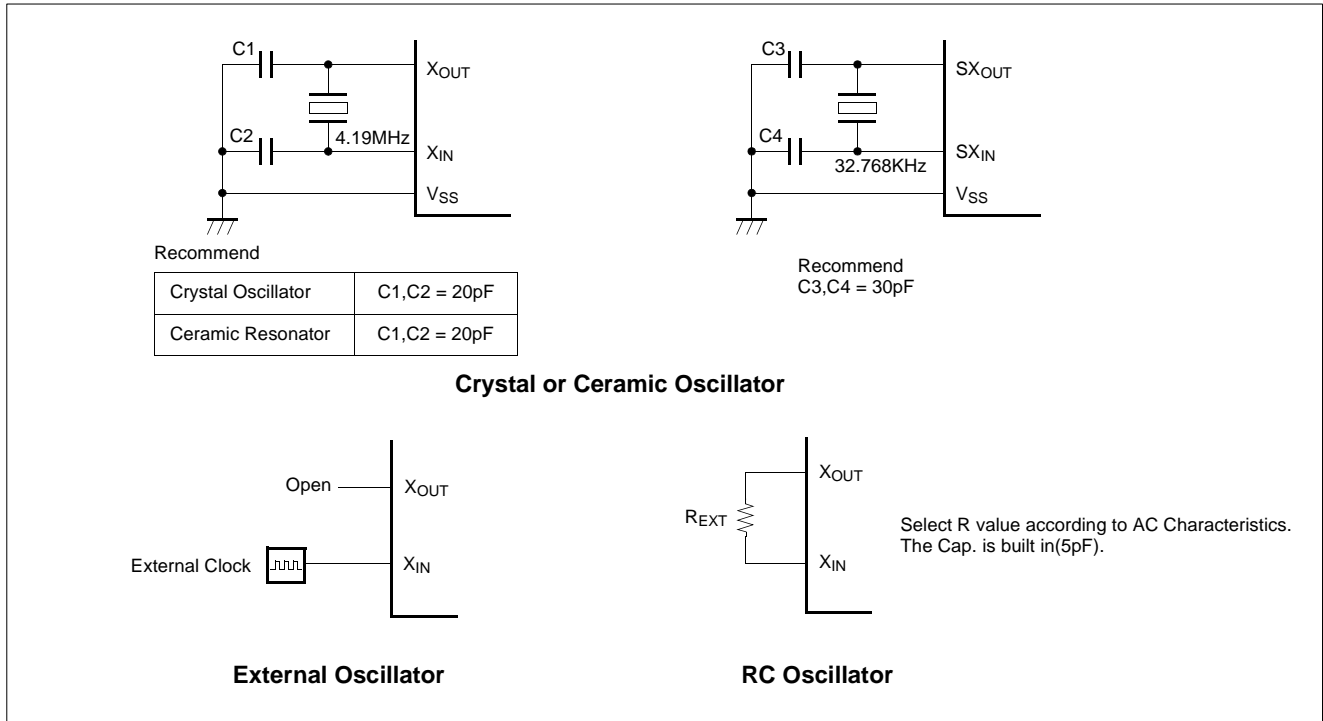 C1
XOUT
C2
4.19MHz
XIN
VSS
Recommend
Crystal Oscillator C1,C2 = 20pF
Ceramic Resonator C1,C2 = 20pF
C3
SXOUT
C4
32.768KHz
SXIN
VSS
Recommend
C3,C4 = 30pF
Crystal or Ceramic Oscillator
Open
XOUT
External Clock
XIN
External Oscillator
XOUT
REXT
XIN
Select R value according to AC Characteristics.
The Cap. is built in(5pF).
RC Oscillator